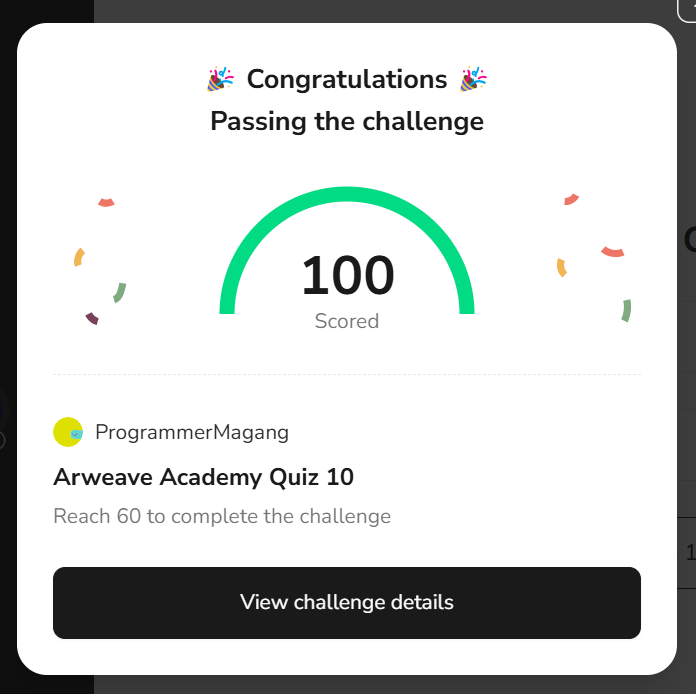 🎉 Congratulations 🎉
Passing the challenge
100
Scored
ProgrammerMagang
Arweave Academy Quiz 10
Reach 60 to complete the challenge
View challenge details